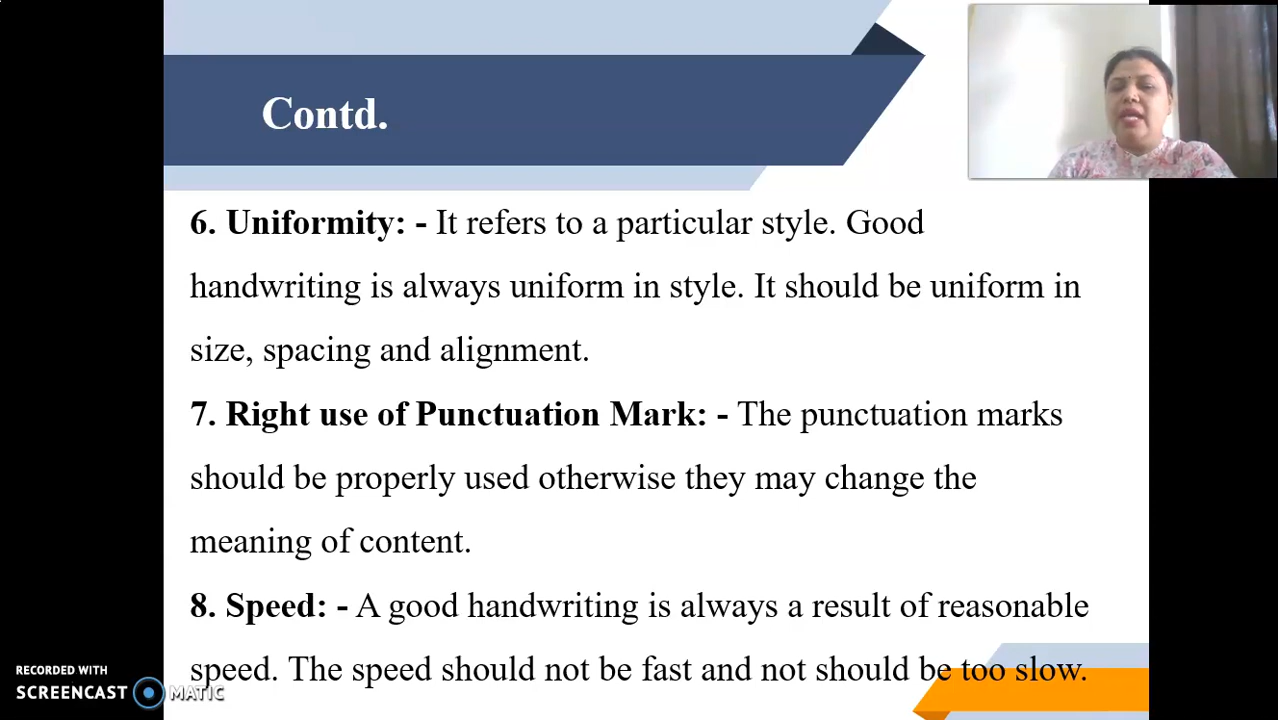 Contd.
6. Uniformity: - It refers to a particular style. Good
handwriting is always uniform in style. It should be uniform in
size, spacing and alignment.
7. Right use of Punctuation Mark: - The punctuation marks
should be properly used otherwise they may change the
meaning of content.
8. Speed: - A good handwriting is always a result of reasonable
speed. The speed should not be fast and not should be too slow.
RECORDED WITH
SCREENCAST MATIC